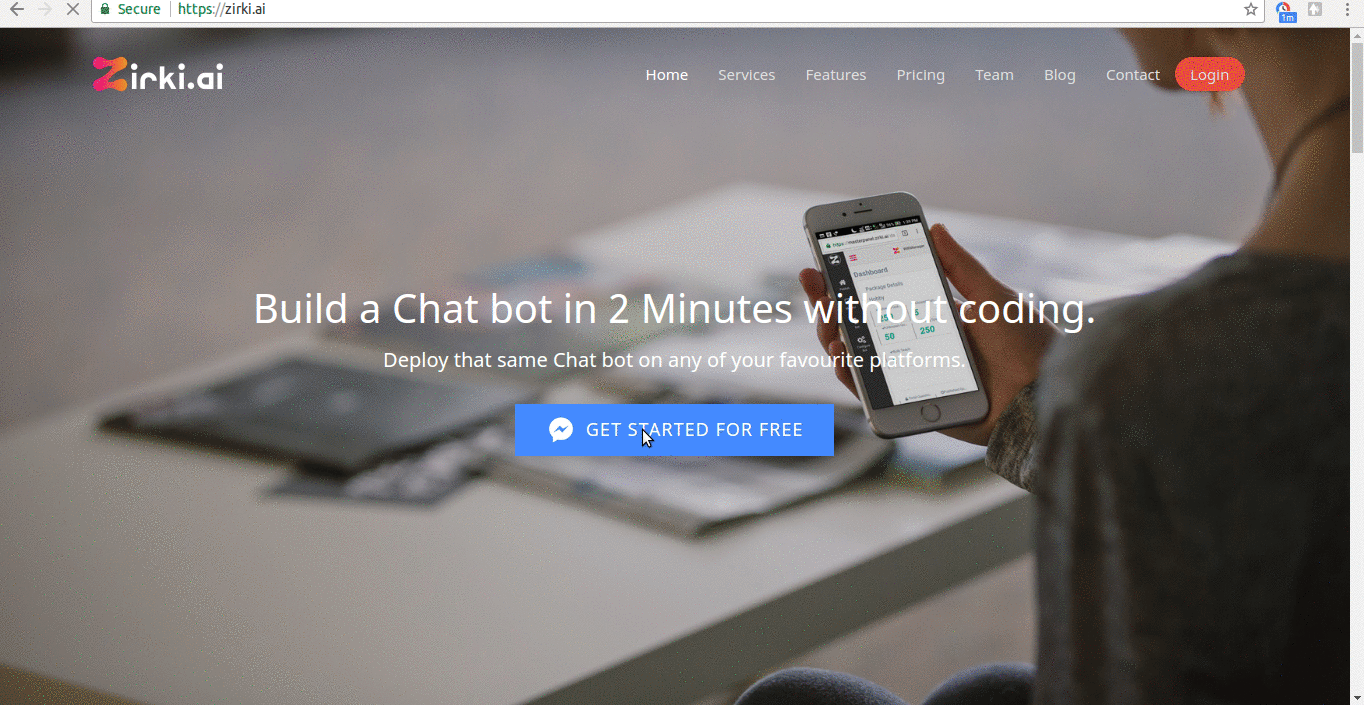 Secure https://zirki.ai
1m
Zirki.ai
Home Services Features Pricing Team Blog Contact Login
Dashboard
Package Details
Build a Chat bot in 2 Minutes without coding.
250 5
50 250
Deploy that same Chat bot on any of your favourite platforms.
GET STARTED FOR FREE